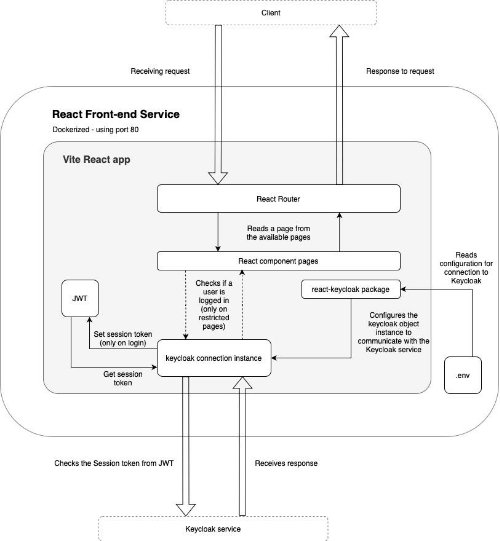 Client
Receiving request
Response to request
React Front-end Service
Dockerized - using port 80
Vite React app
React Router
Reads a page from
the available pages
React component pages
Checks if a
user is
logged in
(only on
restricted
pages)
Reads
configuration for
connection to
Keycloak
react-keycloak package
JWT
Configures the
keycloak object
instance to
communicate with the
Keycloak service
Set session token
(only on login)
keycloak connection instance
Get session
token
.env
Checks the Session token from JWT
Receives response
Keycloak service